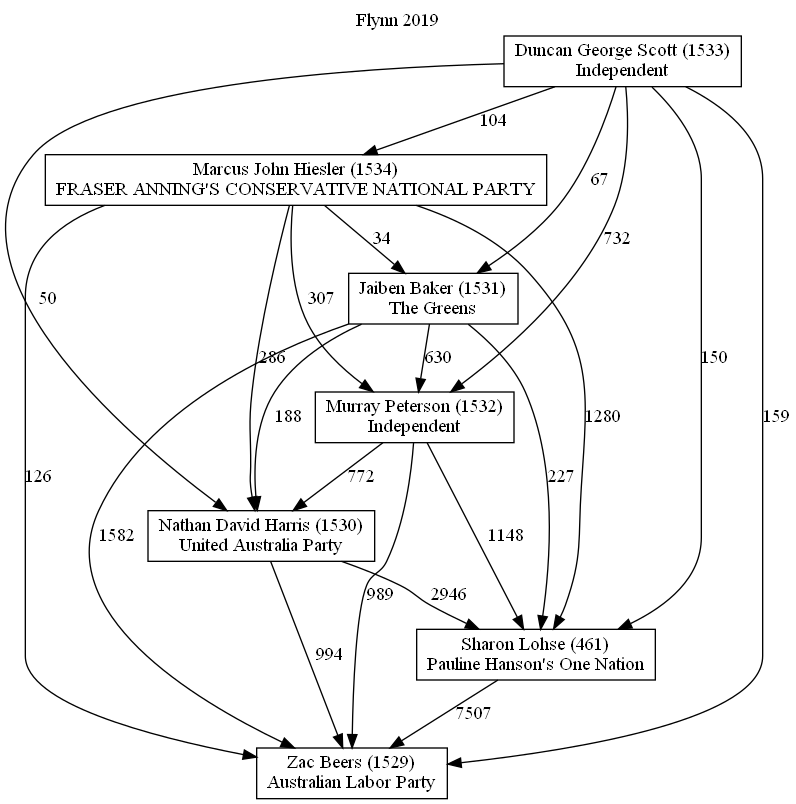 Flynn 2019
Duncan George Scott (1533)
Independent
104
Marcus John Hiesler (1534)
FRASER ANNING'S CONSERVATIVE NATIONAL PARTY
67
34
732
Jaiben Baker (1531)
The Greens
50
307
286
630
150
Murray Peterson (1532)
Independent
188
1280
159
126
772
227
Nathan David Harris (1530)
United Australia Party
1582
1148
989
2946
994
Sharon Lohse (461)
Pauline Hanson's One Nation
7507
Zac Beers (1529)
Australian Labor Party